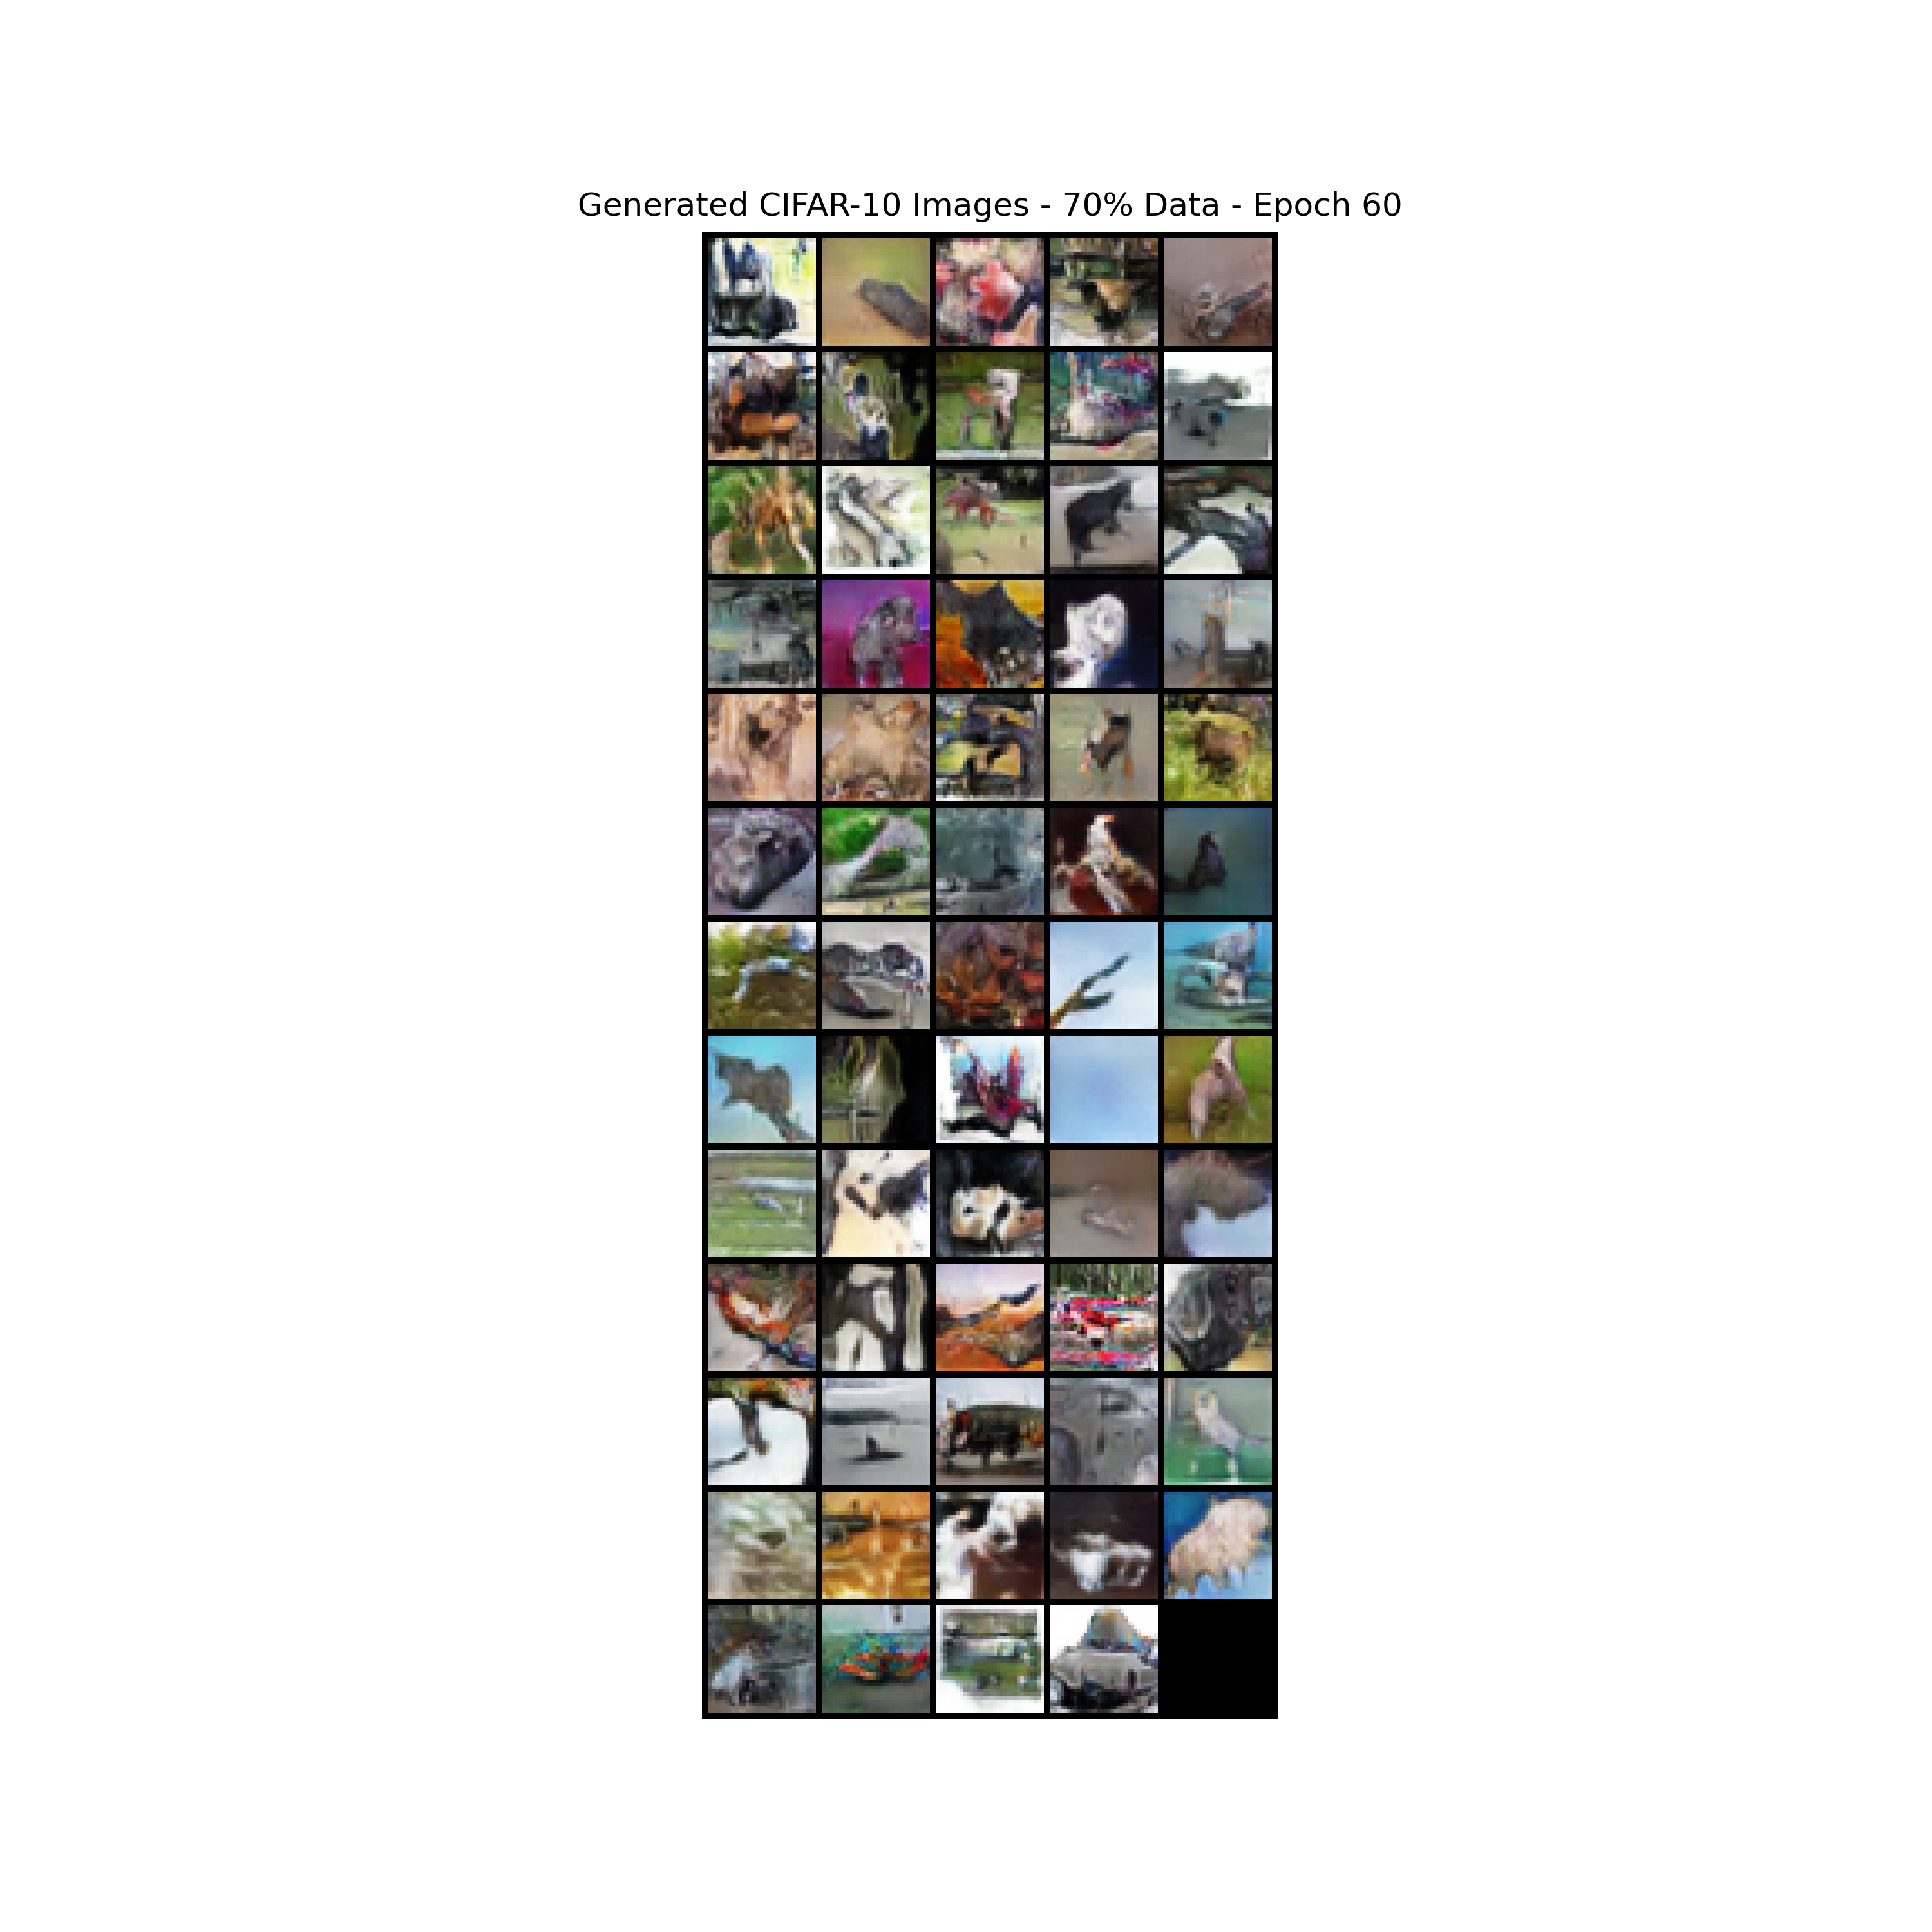 Generated CIFAR-10 Images - 70% Data - Epoch 60